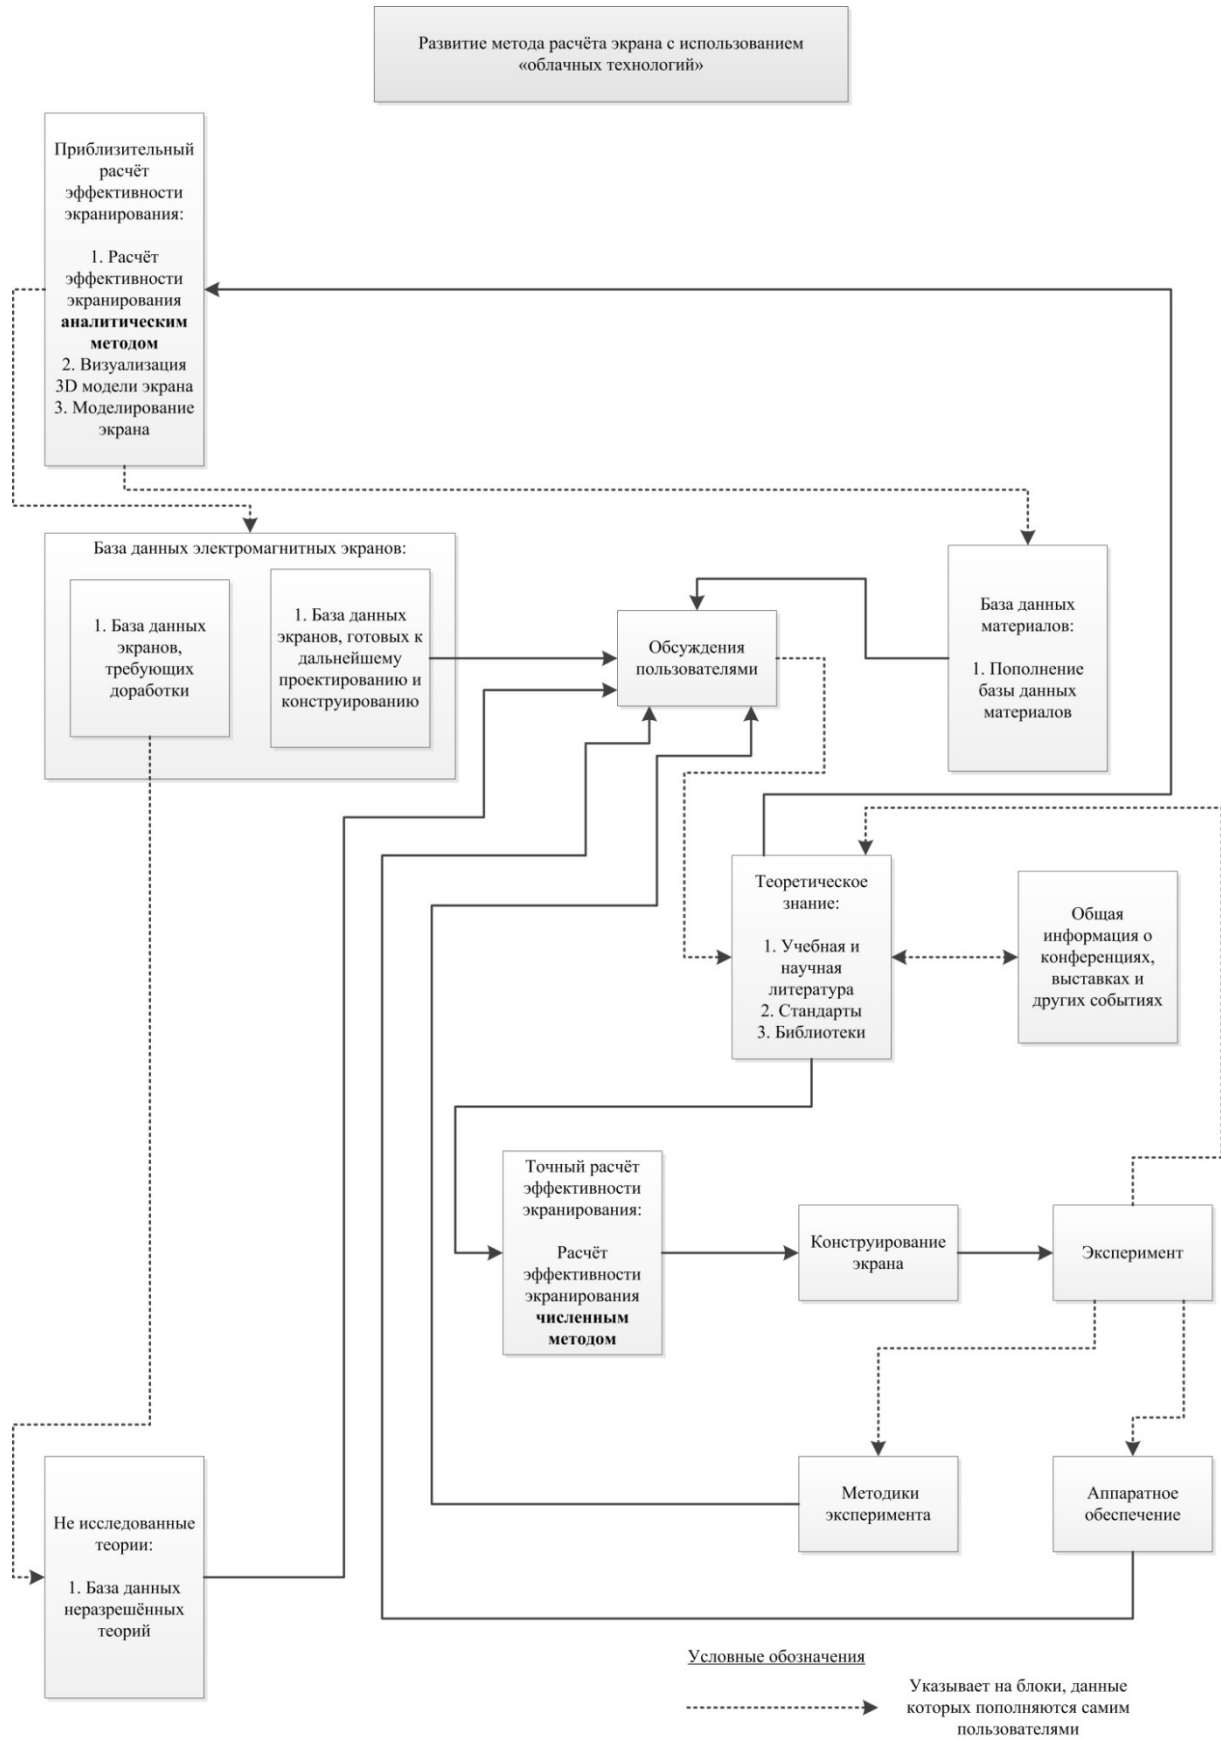 Развитие метода расчёта экрана с использованием
«облачных технологий»
Приблизительный
расчёт
эффективности
экранирования:
1. Расчёт
эффективности
экранирования
аналитическим
методом
2. Визуализация
3D модели экрана
3. Моделирование
экрана
База данных электромагнитных экранов:
1. База данных
экранов,
требующих
доработки
1. База данных
экранов, готовых к
дальнейшему
проектированию и
конструированию
Обсуждения
пользователями
База данных
материалов:
1. Пополнение
базы данных
материалов
Теоретическое
знание:
1. Учебная и
научная
литература
2. Стандарты
3. Библиотеки
Общая
информация о
конференциях,
выставках и
других событиях
Точный расчёт
эффективности
экранирования:
Расчёт
эффективности
экранирования
численным
методом
Конструирование
экрана
Эксперимент
Методики
эксперимента
Аппаратное
обеспечение
Не исследованные
теории:
1. База данных
неразрешённых
теорий
Условные обозначения
Указывает на блоки, данные
которых пополняются самим
пользователями